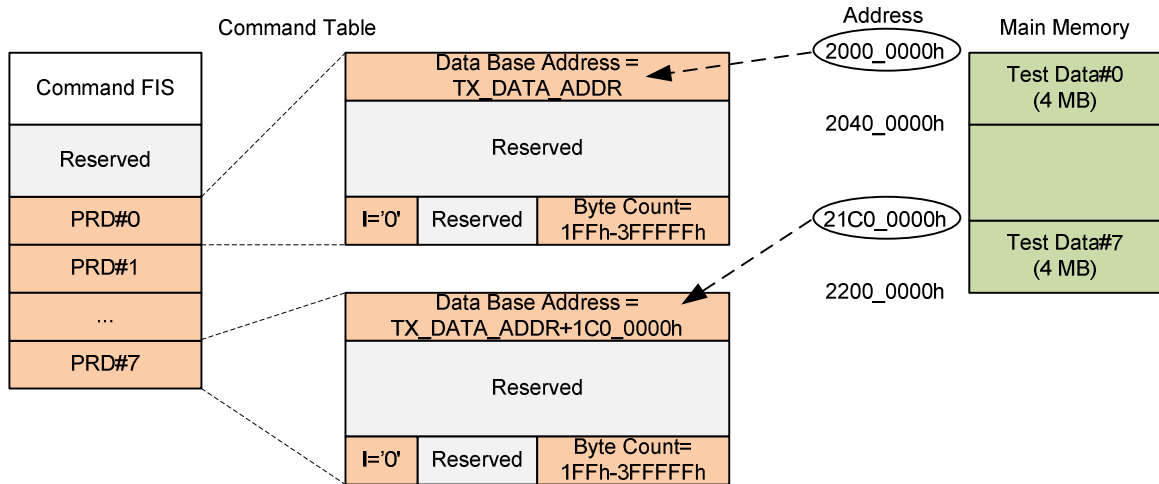 Command Table
Address
Main Memory
Command FIS
Reserved
PRD#0
PRD#1
...
PRD#7
Data Base Address =
TX_DATA_ADDR
Reserved
I='0'
Reserved
Byte Count=
1FFh-3FFFFFh
Data Base Address =
TX_DATA_ADDR+1C0_0000h
Reserved
I='0'
Reserved
Byte Count=
1FFh-3FFFFFh
2000_0000h
2040_0000h
21C0_0000h
2200_0000h
Test Data#0
(4 MB)
Test Data#7
(4 MB)